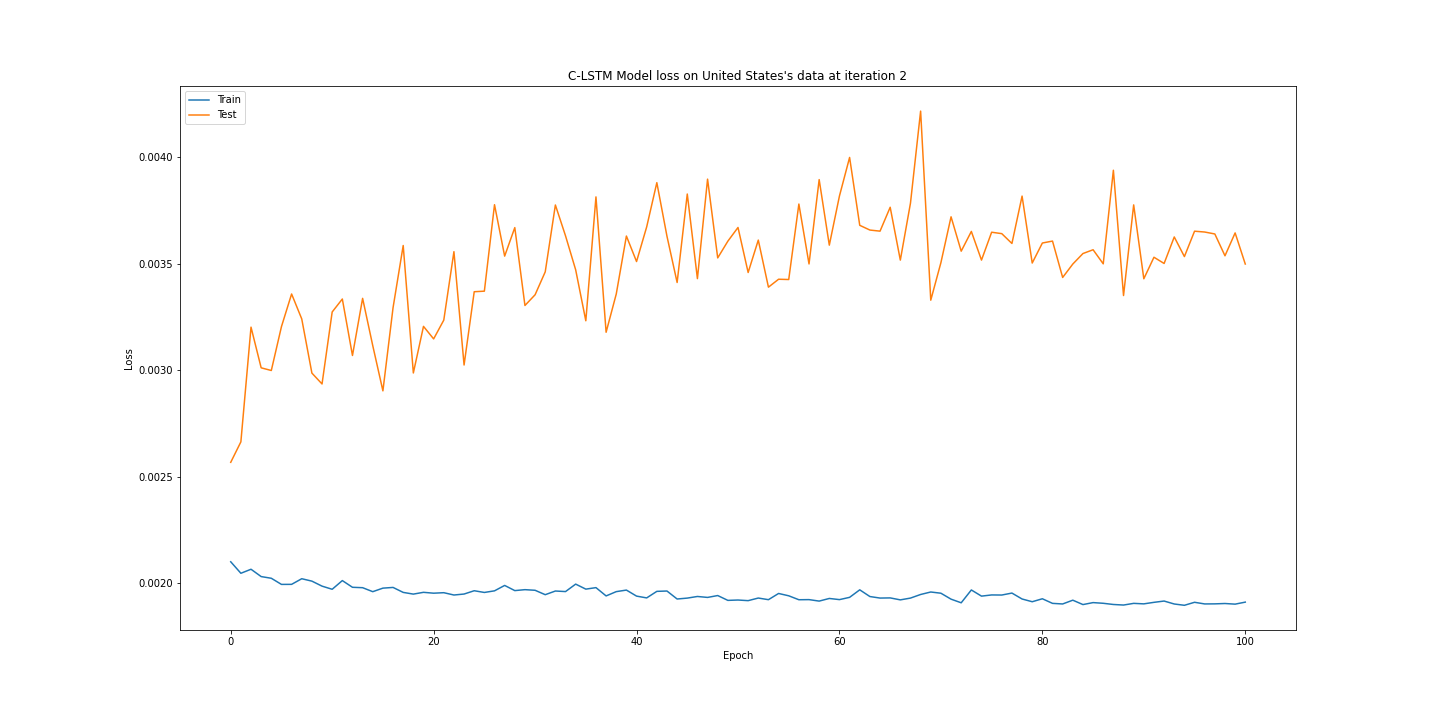 C-LSTM Model loss on United States's data at iteration 2
Train
Test
0.0040
0.0035
0.0030
0.0025
0.0020
Loss
0 20 40 60 80 100
Epoch